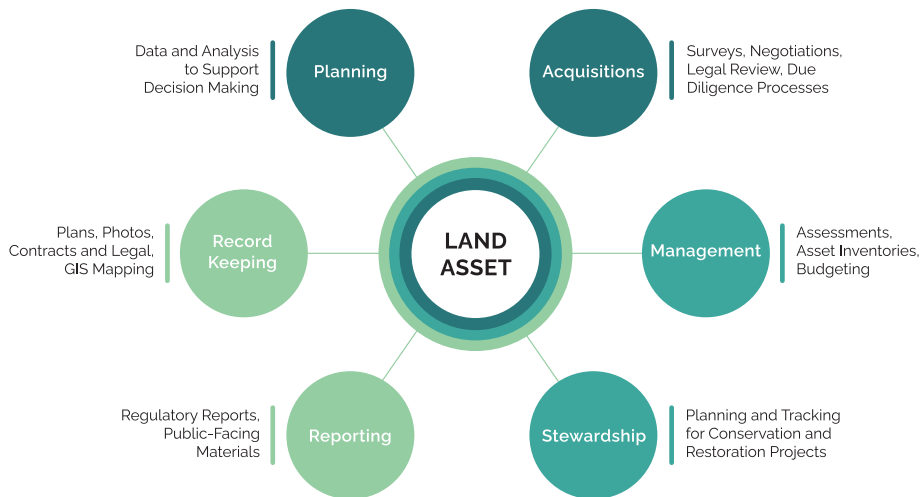 Data and Analysis
to Support
Decision Making
Planning
Acquisitions
Surveys, Negotiations,
Legal Review, Due
Diligence Processes
Plans, Photos,
Contracts and Legal,
GIS Mapping
Record
Keeping
LAND
ASSET
Management
Assessments,
Asset Inventories,
Budgeting
Regulatory Reports,
Public-Facing
Materials
Reporting
Stewardship
Planning and Tracking
for Conservation and
Restoration Projects